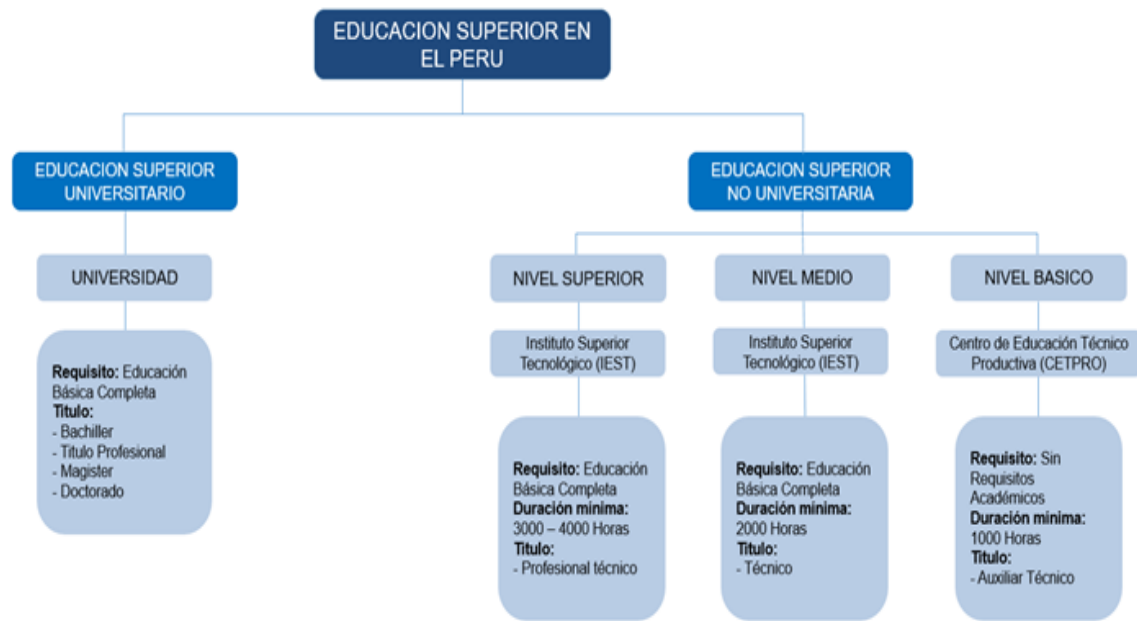 EDUCACION SUPERIOR EN
EL PERU
EDUCACION SUPERIOR
UNIVERSITARIO
EDUCACION SUPERIOR
NO UNIVERSITARIA
UNIVERSIDAD
NIVEL SUPERIOR
NIVEL MEDIO
NIVEL BASICO
Instituto Superior
Tecnológico (IEST)
Instituto Superior
Tecnológico (IEST)
Centro de Educación Técnico
Productiva (CETPRO)
Requisito: Educación
Básica Completa
Titulo:
- Bachiller
- Titulo Profesional
- Magister
- Doctorado
Requisito: Educación
Básica Completa
Duración mínima:
3000 – 4000 Horas
Titulo:
- Profesional técnico
Requisito: Educación
Básica Completa
Duración mínima:
2000 Horas
Titulo:
- Técnico
Requisito: Sin
Requisitos
Académicos
Duración mínima:
1000 Horas
Titulo:
- Auxiliar Técnico